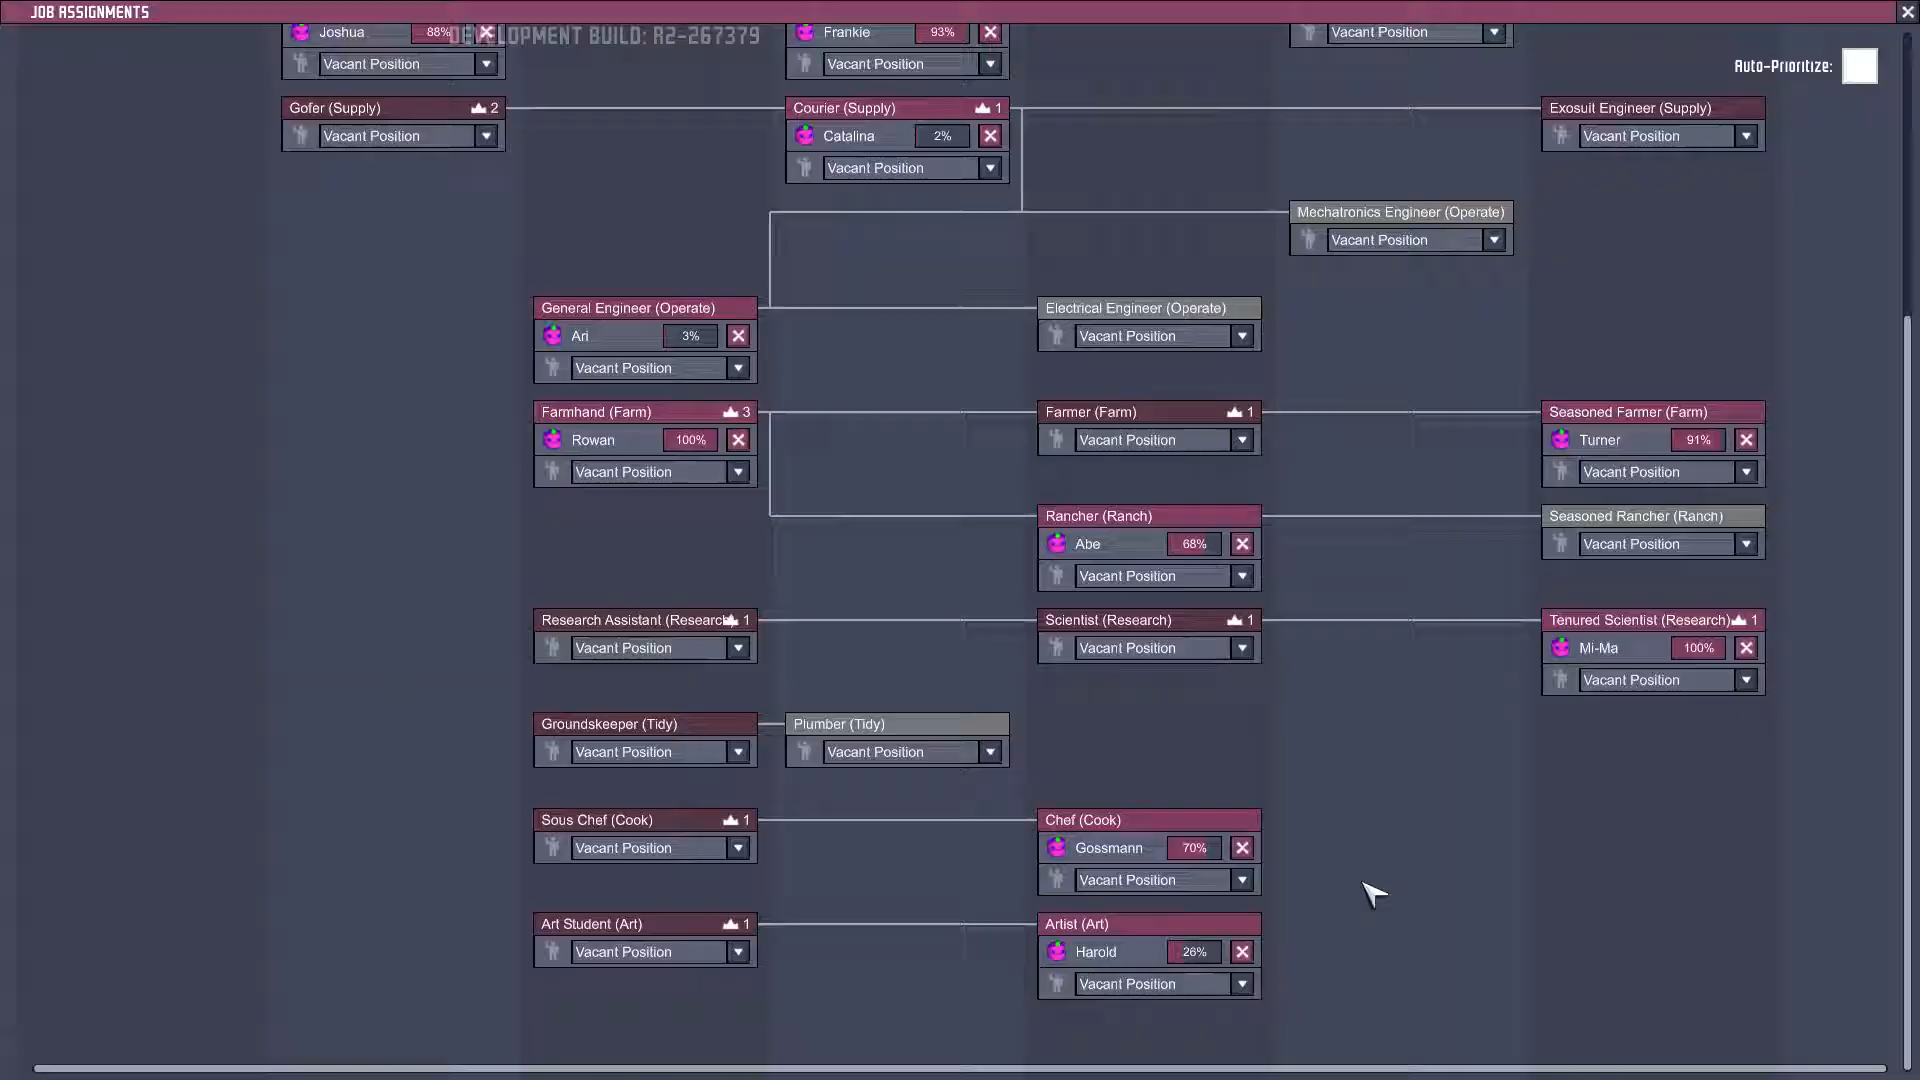 JOB ASSIGNMENTS
DEVELOPMENT BUILD: R2-267379
Auto-Prioritize:
Joshua 88%
Vacant Position
Frankie 93%
Vacant Position
Vacant Position
Gofer (Supply) 2
Vacant Position
Courier (Supply) 1
Catalina 2%
Vacant Position
Exosuit Engineer (Supply)
Vacant Position
Mechatronics Engineer (Operate)
Vacant Position
General Engineer (Operate)
Ari 3%
Vacant Position
Electrical Engineer (Operate)
Vacant Position
Farmhand (Farm) 3
Rowan 100%
Vacant Position
Farmer (Farm) 1
Vacant Position
Seasoned Farmer (Farm)
Turner 91%
Vacant Position
Rancher (Ranch)
Abe 68%
Vacant Position
Seasoned Rancher (Ranch)
Vacant Position
Research Assistant (Research) 1
Vacant Position
Scientist (Research) 1
Vacant Position
Tenured Scientist (Research) 1
Mi-Ma 100%
Vacant Position
Groundskeeper (Tidy)
Vacant Position
Plumber (Tidy)
Vacant Position
Sous Chef (Cook) 1
Vacant Position
Chef (Cook)
Gossmann 70%
Vacant Position
Art Student (Art) 1
Vacant Position
Artist (Art)
Harold 26%
Vacant Position